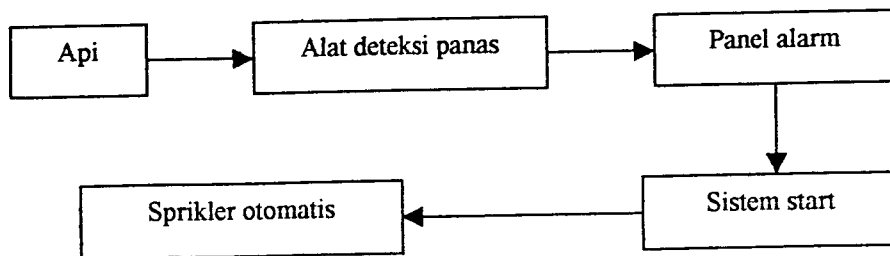 Api
Alat deteksi panas
Panel alarm
Sistem start
Sprikler otomatis